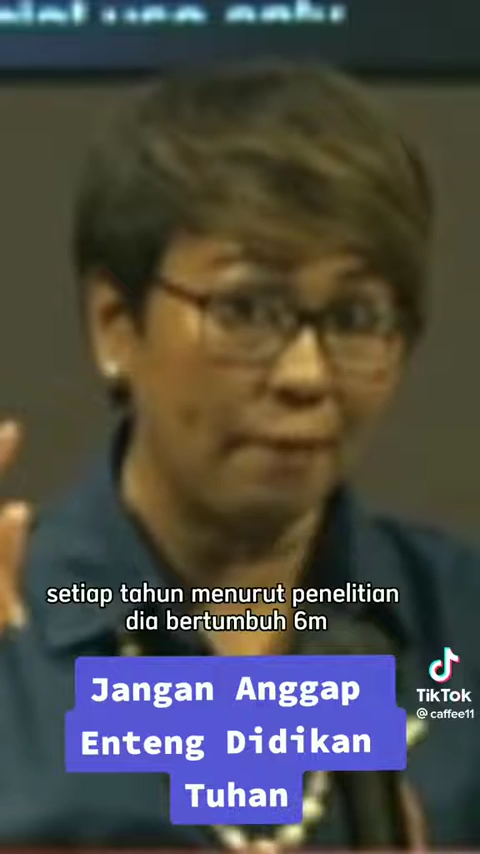 setiap tahun menurut penelitian
dia bertumbuh 6m
Jangan Anggap
Enteng Didikan
Tuhan
TikTok
@caffee11